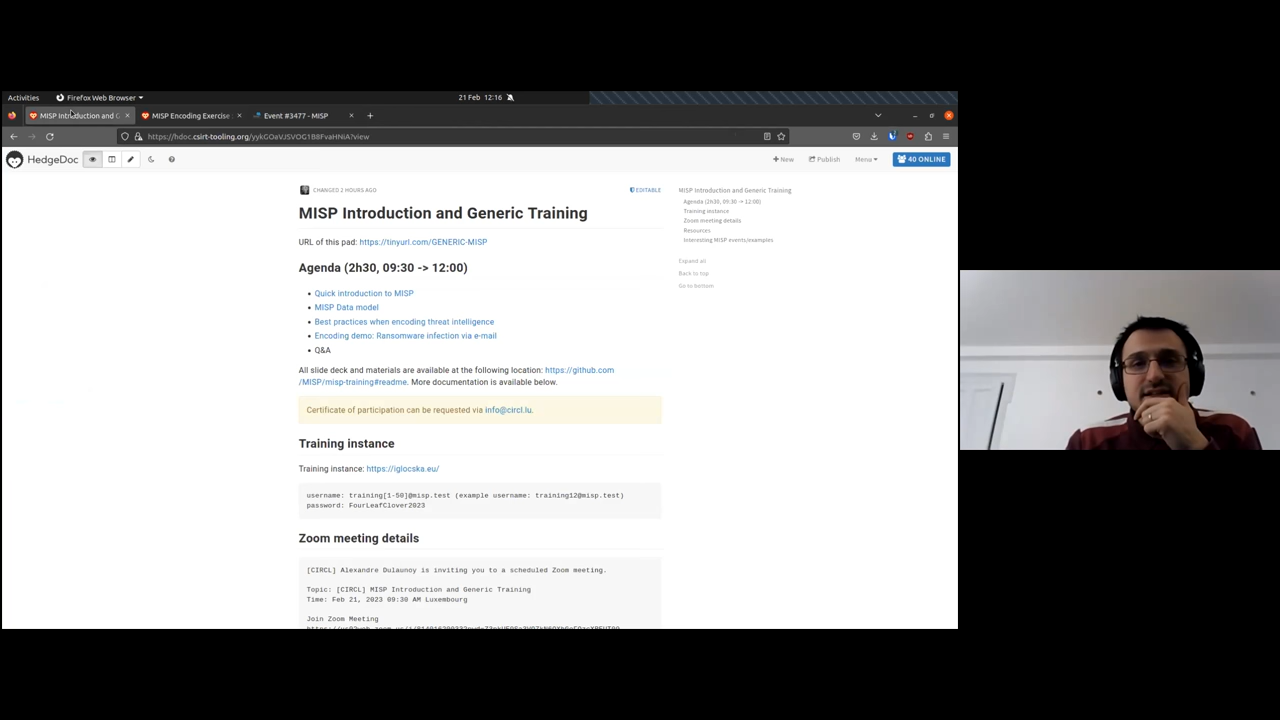 Activities
Firefox Web Browser
21 Feb 12:16
MISP Introduction and G
MISP Encoding Exercise
Event #3477 - MISP
https://hdoc.csirt-tooling.org/yykGOeVJSVOG1B8FvaHNiA?view
HedgeDoc
New
Publish
Menu
40 ONLINE
CHANGED 2 HOURS AGO
EDITABLE
MISP Introduction and Generic Training
URL of this pad: https://tinyurl.com/GENERIC-MISP
Agenda (2h30, 09:30 -> 12:00)
• Quick introduction to MISP
• MISP Data model
• Best practices when encoding threat intelligence
• Encoding demo: Ransomware infection via e-mail
• Q&A
All slide deck and materials are available at the following location: https://github.com
/MISP/misp-training#readme. More documentation is available below.
Certificate of participation can be requested via info@circl.lu.
Training instance
Training instance: https://iglocska.eu/
username: training[1-50]@misp.test (example username: training12@misp.test)
password: FourLeafClover2023
Zoom meeting details
[CIRCL] Alexandre Dulaunoy is inviting you to a scheduled Zoom meeting.
Topic: [CIRCL] MISP Introduction and Generic Training
Time: Feb 21, 2023 09:30 AM Luxembourg
Join Zoom Meeting
MISP Introduction and Generic Training
Agenda (2h30, 09:30 -> 12:00)
Training instance
Zoom meeting details
Resources
Interesting MISP events/examples
Expand all
Back to top
Go to bottom